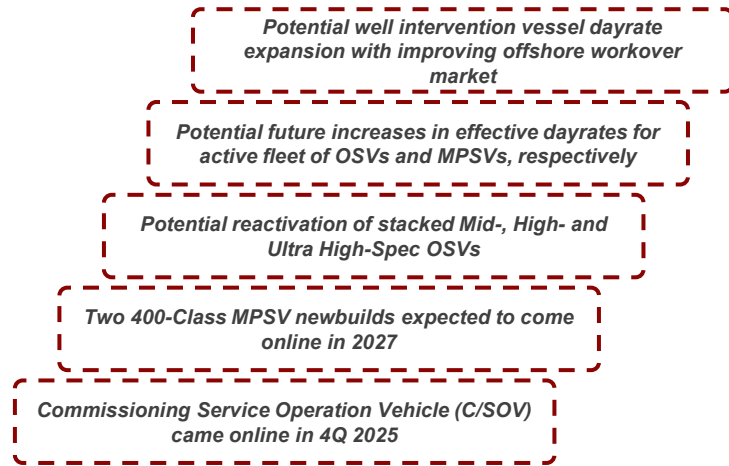 Potential well intervention vessel dayrate
expansion with improving offshore workover
market
Potential future increases in effective dayrates for
active fleet of OSVs and MPSVs, respectively
Potential reactivation of stacked Mid-, High- and
Ultra High-Spec OSVs
Two 400-Class MPSV newbuilds expected to come
online in 2027
Commissioning Service Operation Vehicle (C/SOV)
came online in 4Q 2025